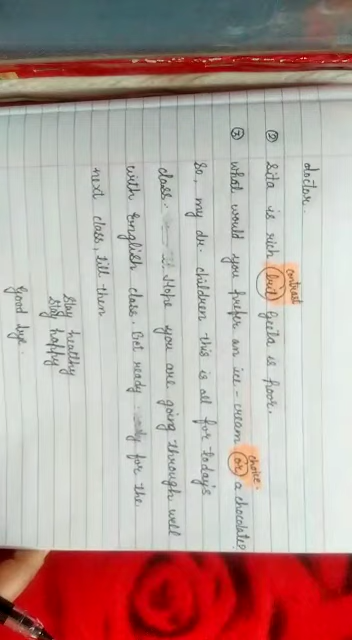 doctor.
contrast
② Sita is rich but geeta is poor.
choice.
③ What would you prefer an ice-cream or a chocolate?
So, my dr. children this is all for today's
class. Hope you are going through well
with English class. Get ready for the
next class, till then
Stay healthy
Stay happy
Good bye.